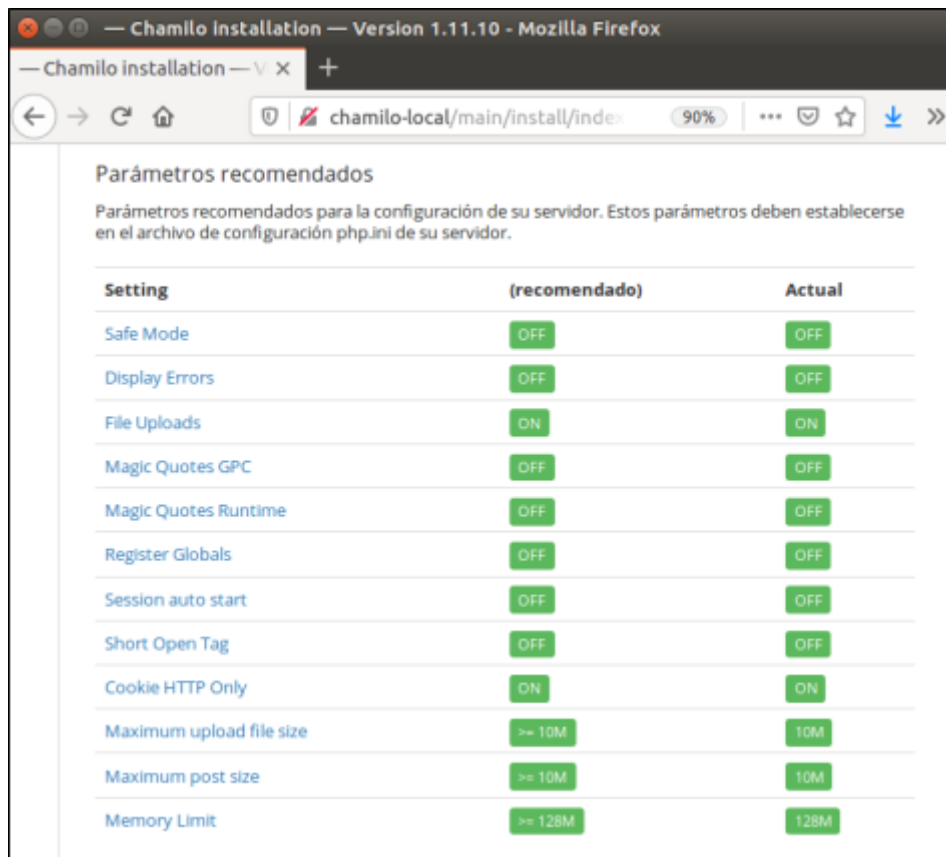 — Chamilo installation — Version 1.11.10 - Mozilla Firefox
— Chamilo installation — V
chamilo-local/main/install/index
90%
Parámetros recomendados
Parámetros recomendados para la configuración de su servidor. Estos parámetros deben establecerse
en el archivo de configuración php.ini de su servidor.
Setting (recomendado) Actual
Safe Mode OFF OFF
Display Errors OFF OFF
File Uploads ON ON
Magic Quotes GPC OFF OFF
Magic Quotes Runtime OFF OFF
Register Globals OFF OFF
Session auto start OFF OFF
Short Open Tag OFF OFF
Cookie HTTP Only ON ON
Maximum upload file size >= 10M 10M
Maximum post size >= 10M 10M
Memory Limit >= 128M 128M